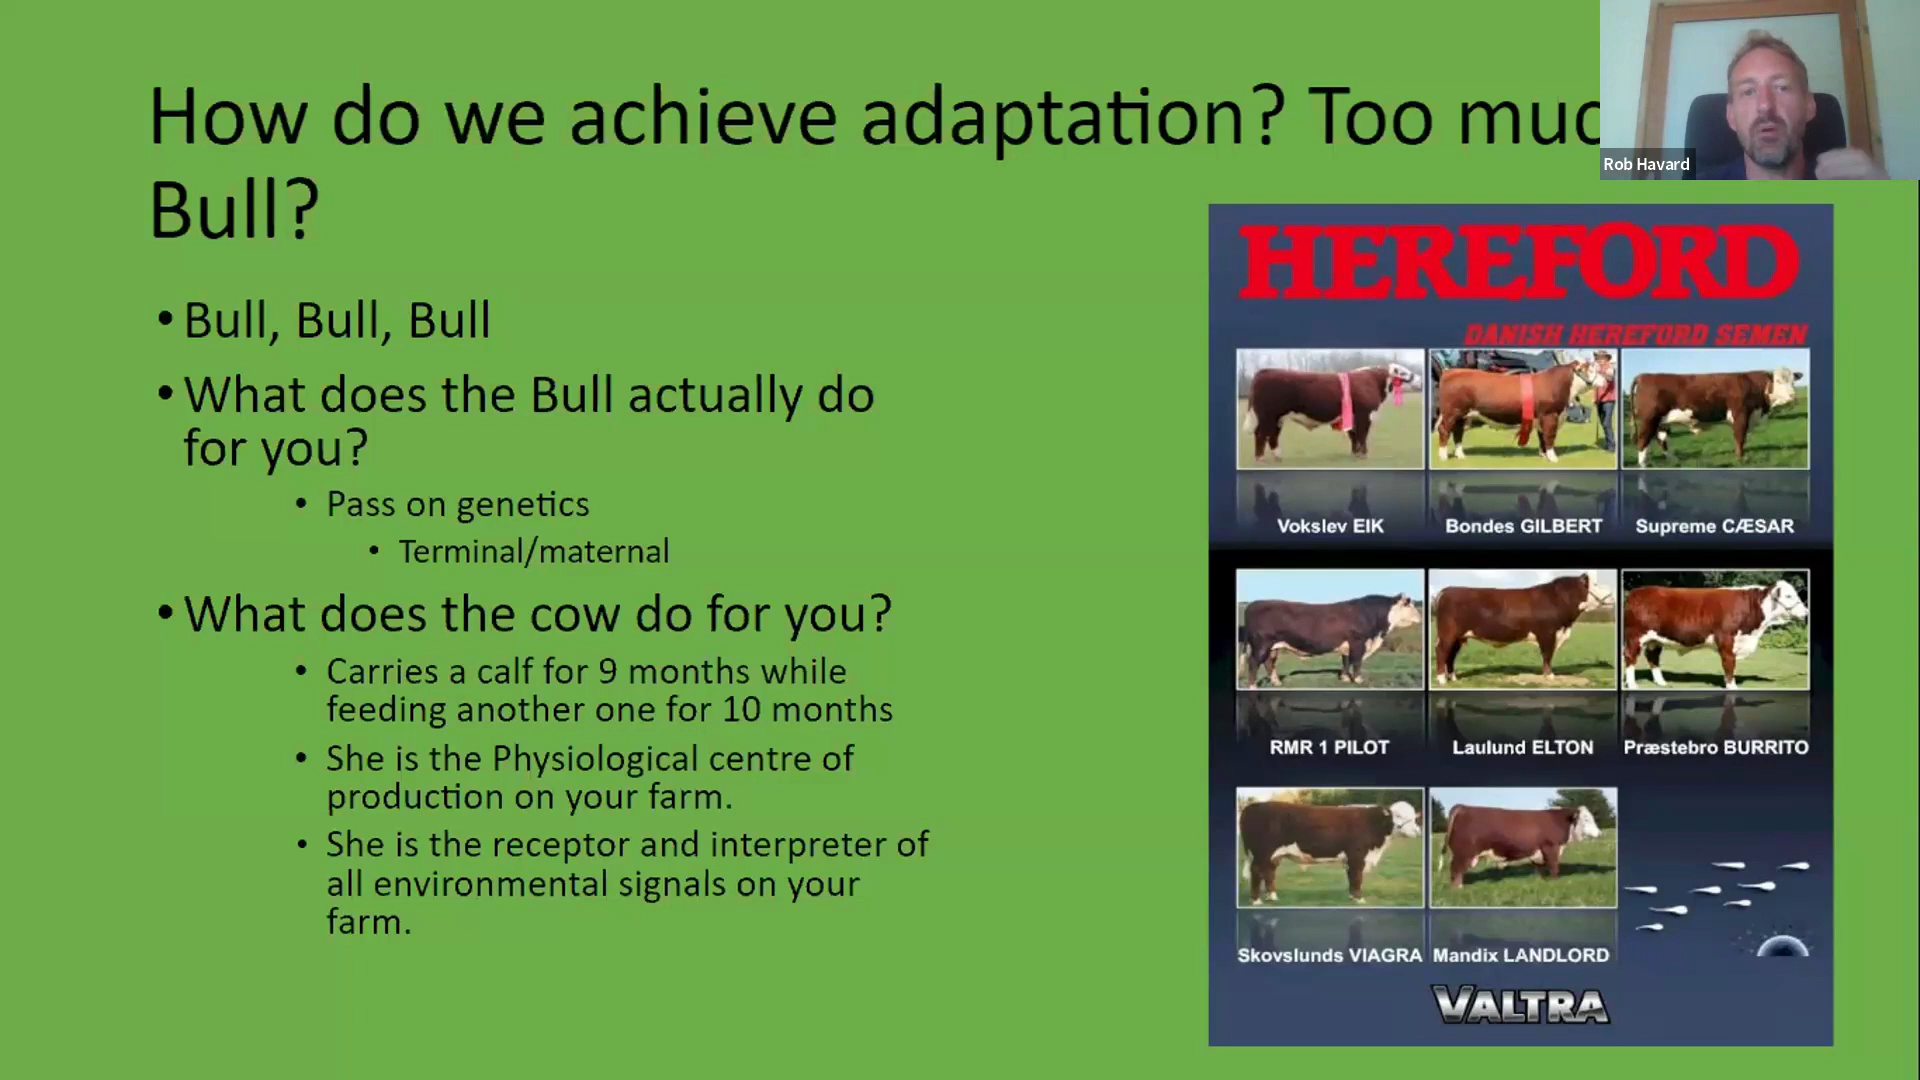 How do we achieve adaptation? Too
Bull?
Rob Havard
• Bull, Bull, Bull
• What does the Bull actually do
for you?
• Pass on genetics
• Terminal/maternal
• What does the cow do for you?
• Carries a calf for 9 months while
feeding another one for 10 months
• She is the Physiological centre of
production on your farm.
• She is the receptor and interpreter of
all environmental signals on your
farm.
HEREFORD
DANISH HEREFORD SEMEN
Vokslev EIK
Bondes GILBERT
Supreme CÆSAR
RMR 1 PILOT
Laulund ELTON
Præstebro BURRITO
Skovslunds VIAGRA
Mandix LANDLORD
VALTRA